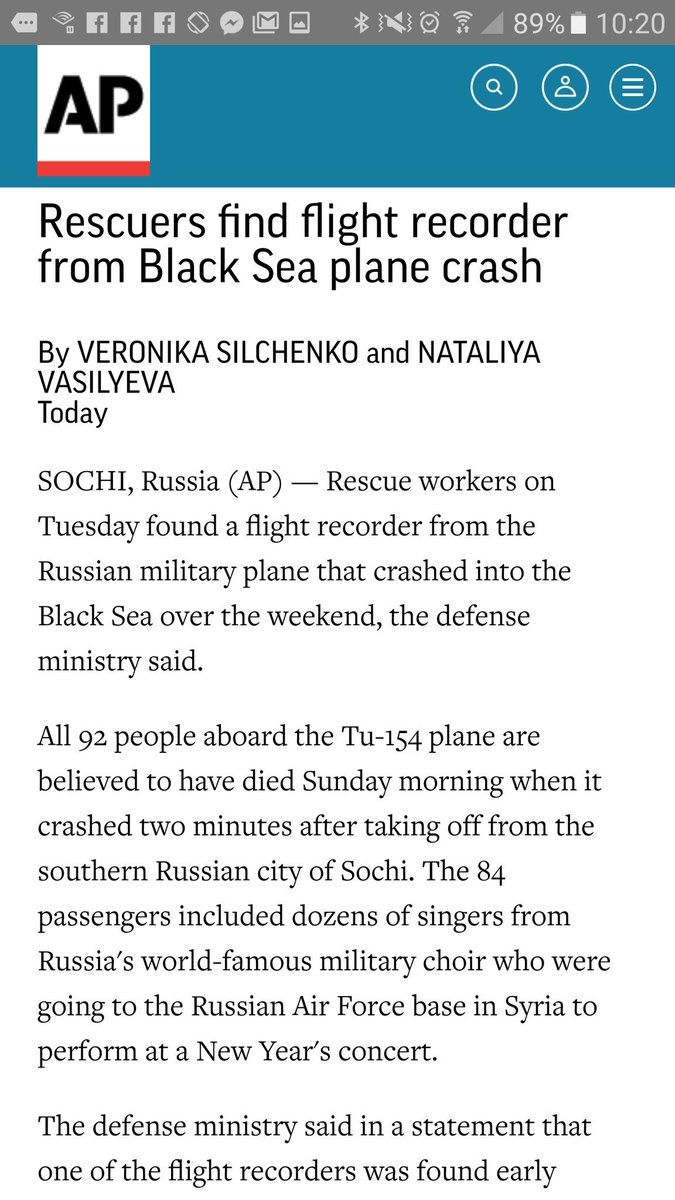 89% 10:20
AP
Rescuers find flight recorder
from Black Sea plane crash
By VERONIKA SILCHENKO and NATALIYA
VASILYEVA
Today
SOCHI, Russia (AP) — Rescue workers on
Tuesday found a flight recorder from the
Russian military plane that crashed into the
Black Sea over the weekend, the defense
ministry said.
All 92 people aboard the Tu-154 plane are
believed to have died Sunday morning when it
crashed two minutes after taking off from the
southern Russian city of Sochi. The 84
passengers included dozens of singers from
Russia's world-famous military choir who were
going to the Russian Air Force base in Syria to
perform at a New Year's concert.
The defense ministry said in a statement that
one of the flight recorders was found early